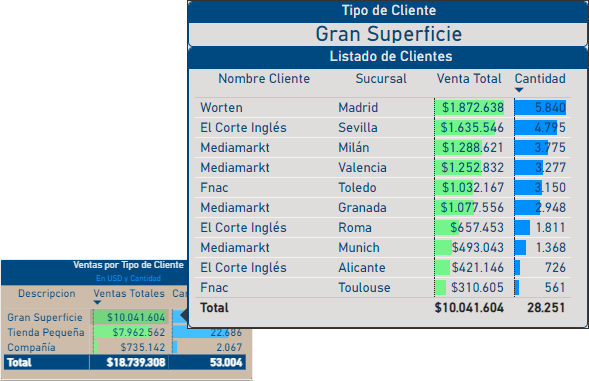 Tipo de Cliente
Gran Superficie
Listado de Clientes
Nombre Cliente Sucursal Venta Total Cantidad
Worten Madrid $1.872.638 5.840
El Corte Inglés Sevilla $1.635.546 4.795
Mediamarkt Milán $1.288.621 3.775
Mediamarkt Valencia $1.252.832 3.277
Fnac Toledo $1.032.167 3.150
Mediamarkt Granada $1.077.556 2.948
El Corte Inglés Roma $657.453 1.811
Mediamarkt Munich $493.043 1.368
El Corte Inglés Alicante $421.146 726
Fnac Toulouse $310.605 561
Total $10.041.604 28.251
Ventas por Tipo de Cliente
En USD y Cantidad
Descripcion Ventas Totales
Gran Superficie $10.041.604
Tienda Pequeña $7.962.562 22.686
Compañía $735.142 2.067
Total $18.739.308 53.004